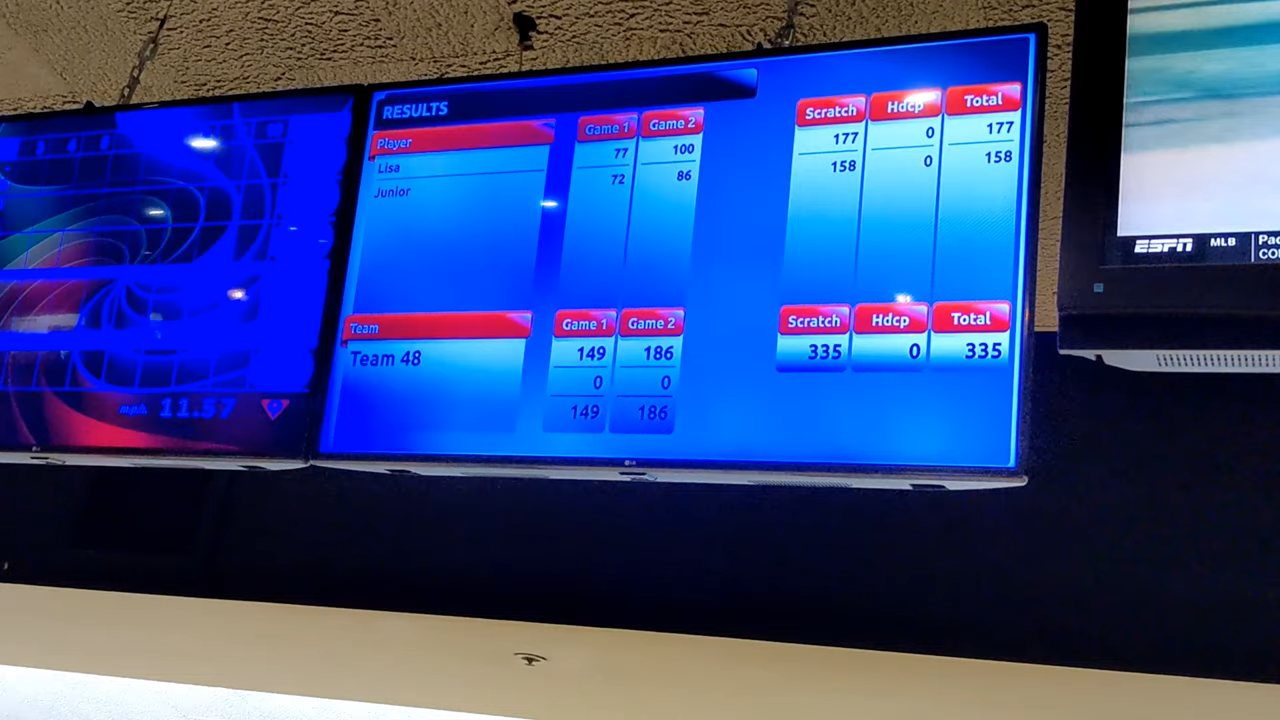 RESULTS
Player Game 1 Game 2 Scratch Hdcp Total
Lisa 77 100 177 0 177
Junior 72 86 158 0 158
Team Game 1 Game 2 Scratch Hdcp Total
Team 48 149 186 335 0 335
0 0
149 186
mph. 11.57
LG
LG
ESPN MLB